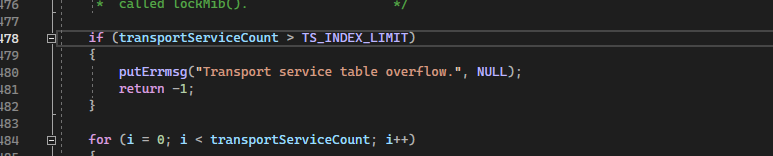 476 * called lockMib(). */
477
478 if (transportServiceCount > TS_INDEX_LIMIT)
479 {
480 putErrmsg("Transport service table overflow.", NULL);
481 return -1;
482 }
483
484 for (i = 0; i < transportServiceCount; i++)
485 {